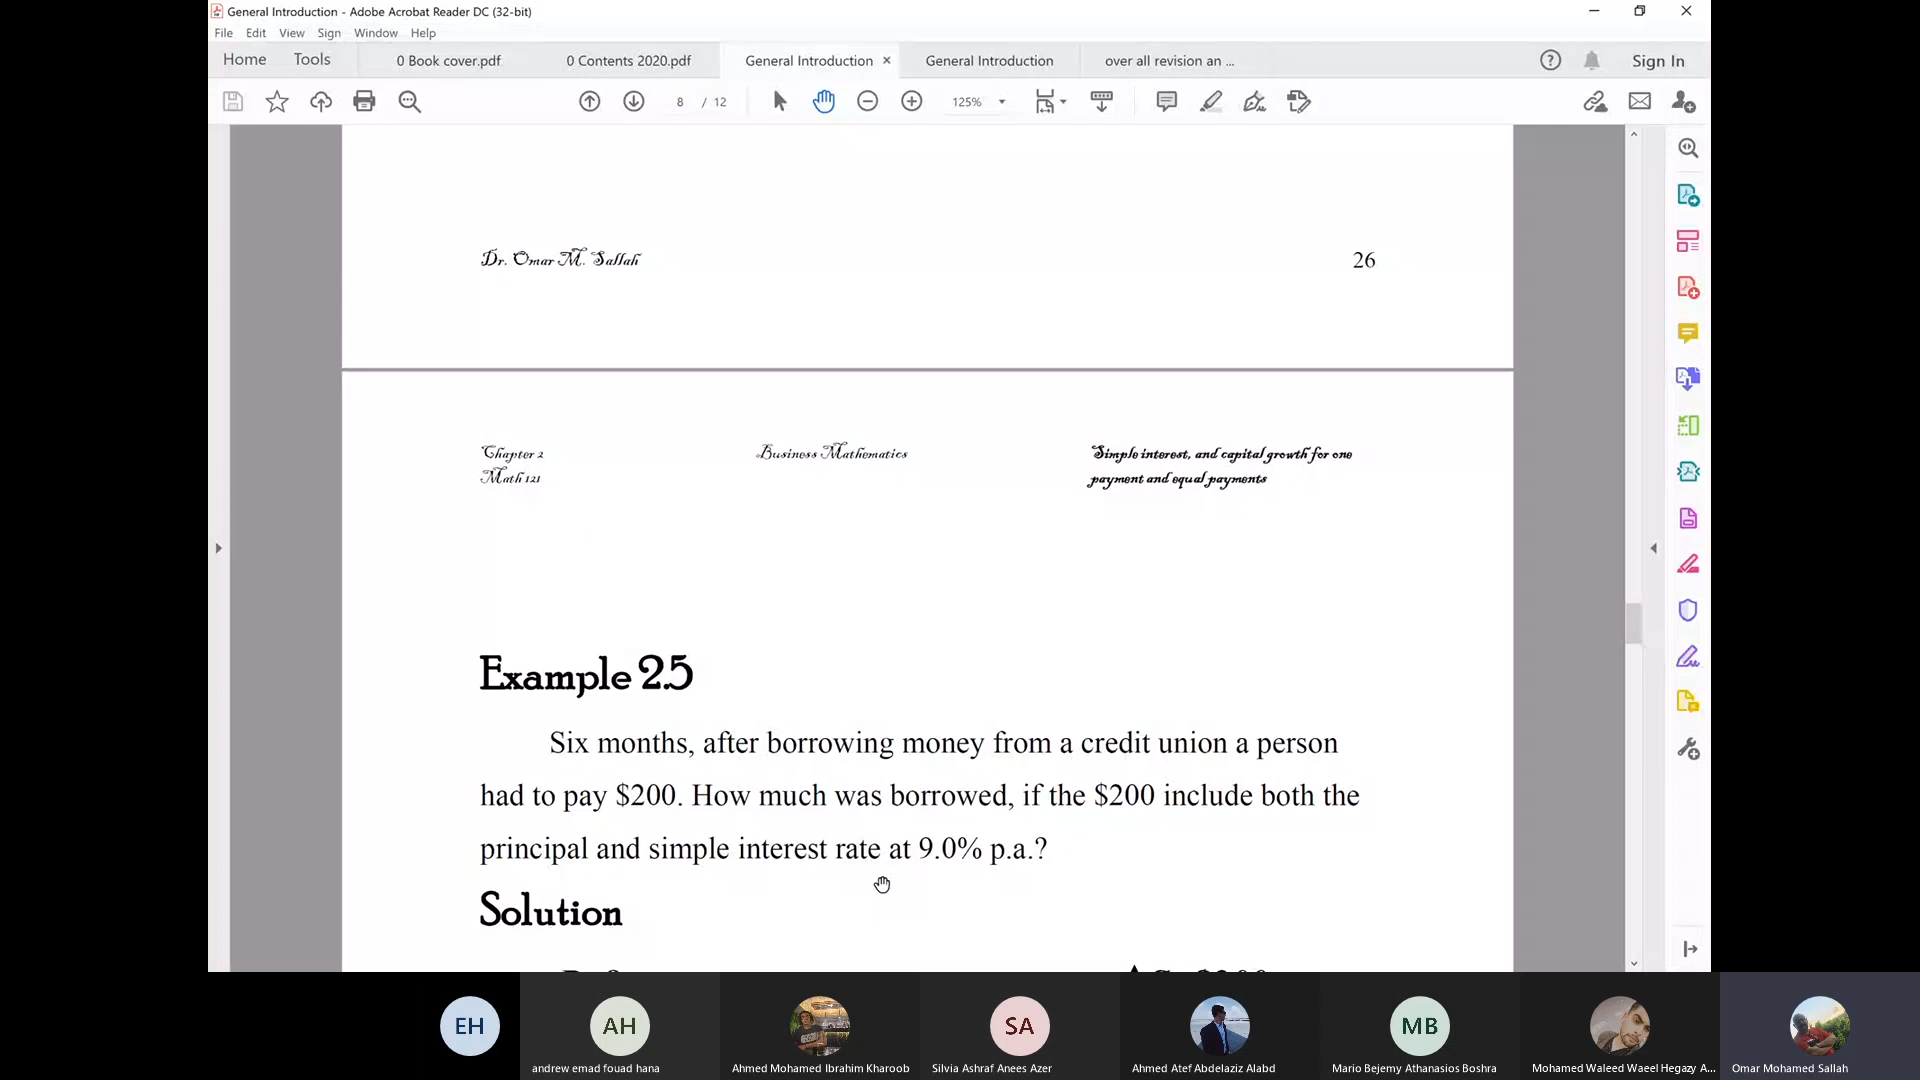 General Introduction - Adobe Acrobat Reader DC (32-bit)
File Edit View Sign Window Help
Home Tools 0 Book cover.pdf 0 Contents 2020.pdf General Introduction General Introduction over all revision an ... Sign In
8 / 12 125%
Dr. Omar M. Sallah 26
Chapter 2 Business Mathematics Simple interest, and capital growth for one
Math 121 payment and equal payments
Example 2.5
Six months, after borrowing money from a credit union a person
had to pay $200. How much was borrowed, if the $200 include both the
principal and simple interest rate at 9.0% p.a.?
Solution
EH AH SA MB
andrew emad fouad hana Ahmed Mohamed Ibrahim Kharoob Silvia Ashraf Anees Azer Ahmed Atef Abdelaziz Alabd Mario Bejemy Athanasios Boshra Mohamed Waleed Wael Hegazy A... Omar Mohamed Sallah